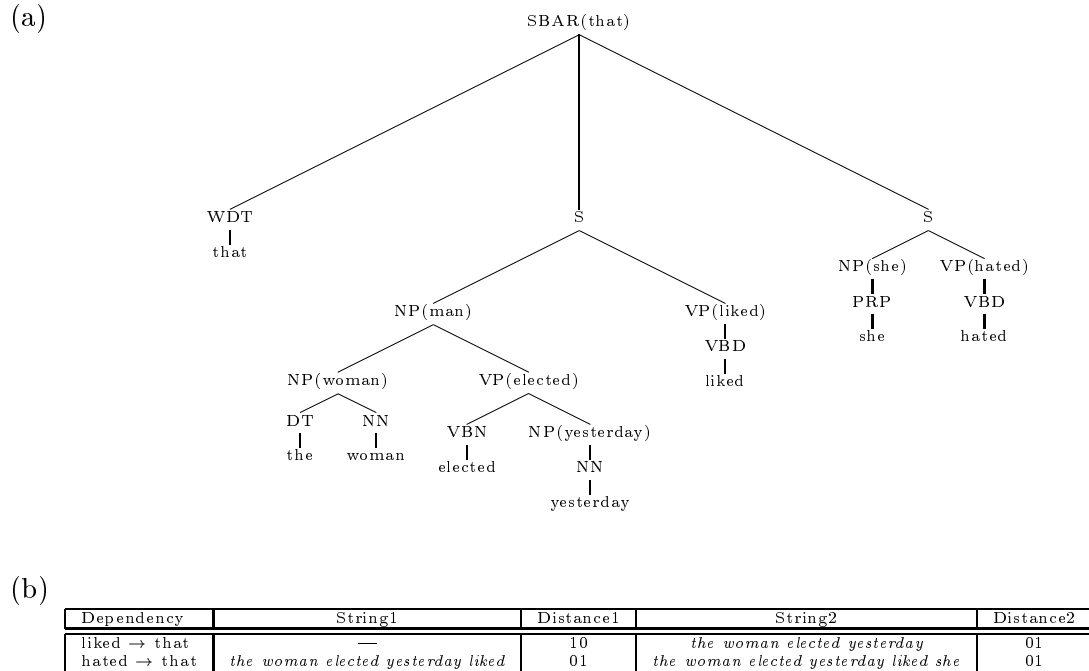 (a)
SBAR(that)
WDT S S
that
NP(she) VP(hated)
PRP VBD
she hated
NP(man) VP(liked)
VBD
liked
NP(woman) VP(elected)
DT NN
the woman
VBN NP(yesterday)
elected NN
yesterday
(b)
Dependency String1 Distance1 String2 Distance2
liked → that — 10 the woman elected yesterday 01
hated → that the woman elected yesterday liked 01 the woman elected yesterday liked she 01